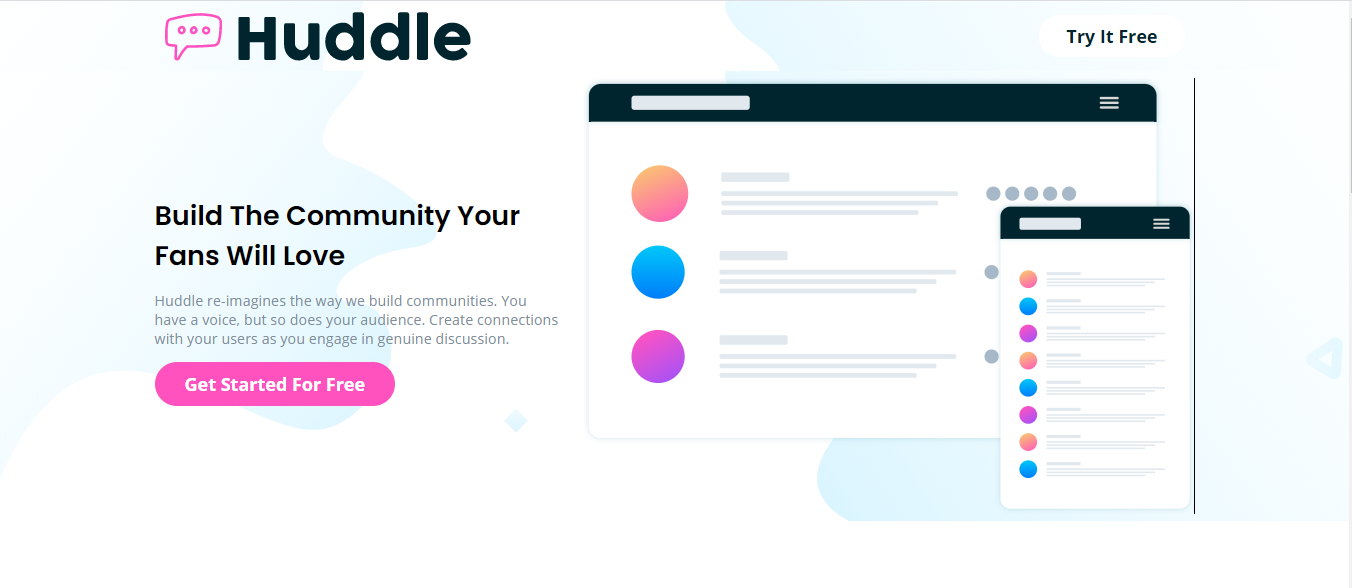 Huddle
Try It Free
Build The Community Your
Fans Will Love
Huddle re-imagines the way we build communities. You
have a voice, but so does your audience. Create connections
with your users as you engage in genuine discussion.
Get Started For Free